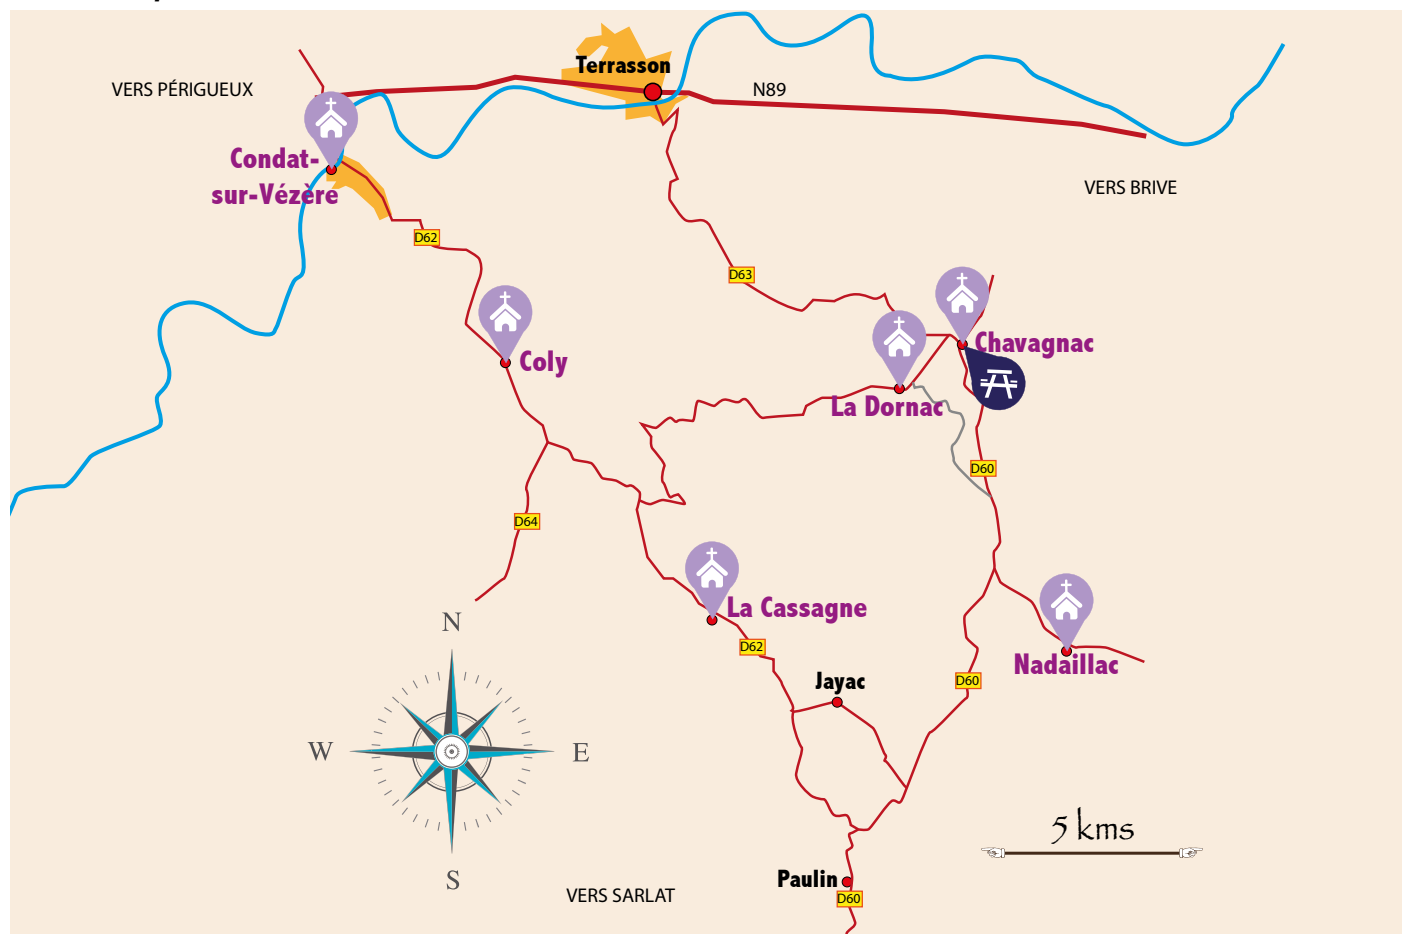 Terrasson
VERS PÉRIGUEUX
N89
Condat-
sur-Vézère
VERS BRIVE
D62
D63
Chavagnac
Coly
La Dornac
D60
D64
La Cassagne
N
D62
Nadaillac
D60
Jayac
W
E
5 kms
S
Paulin
VERS SARLAT
D60